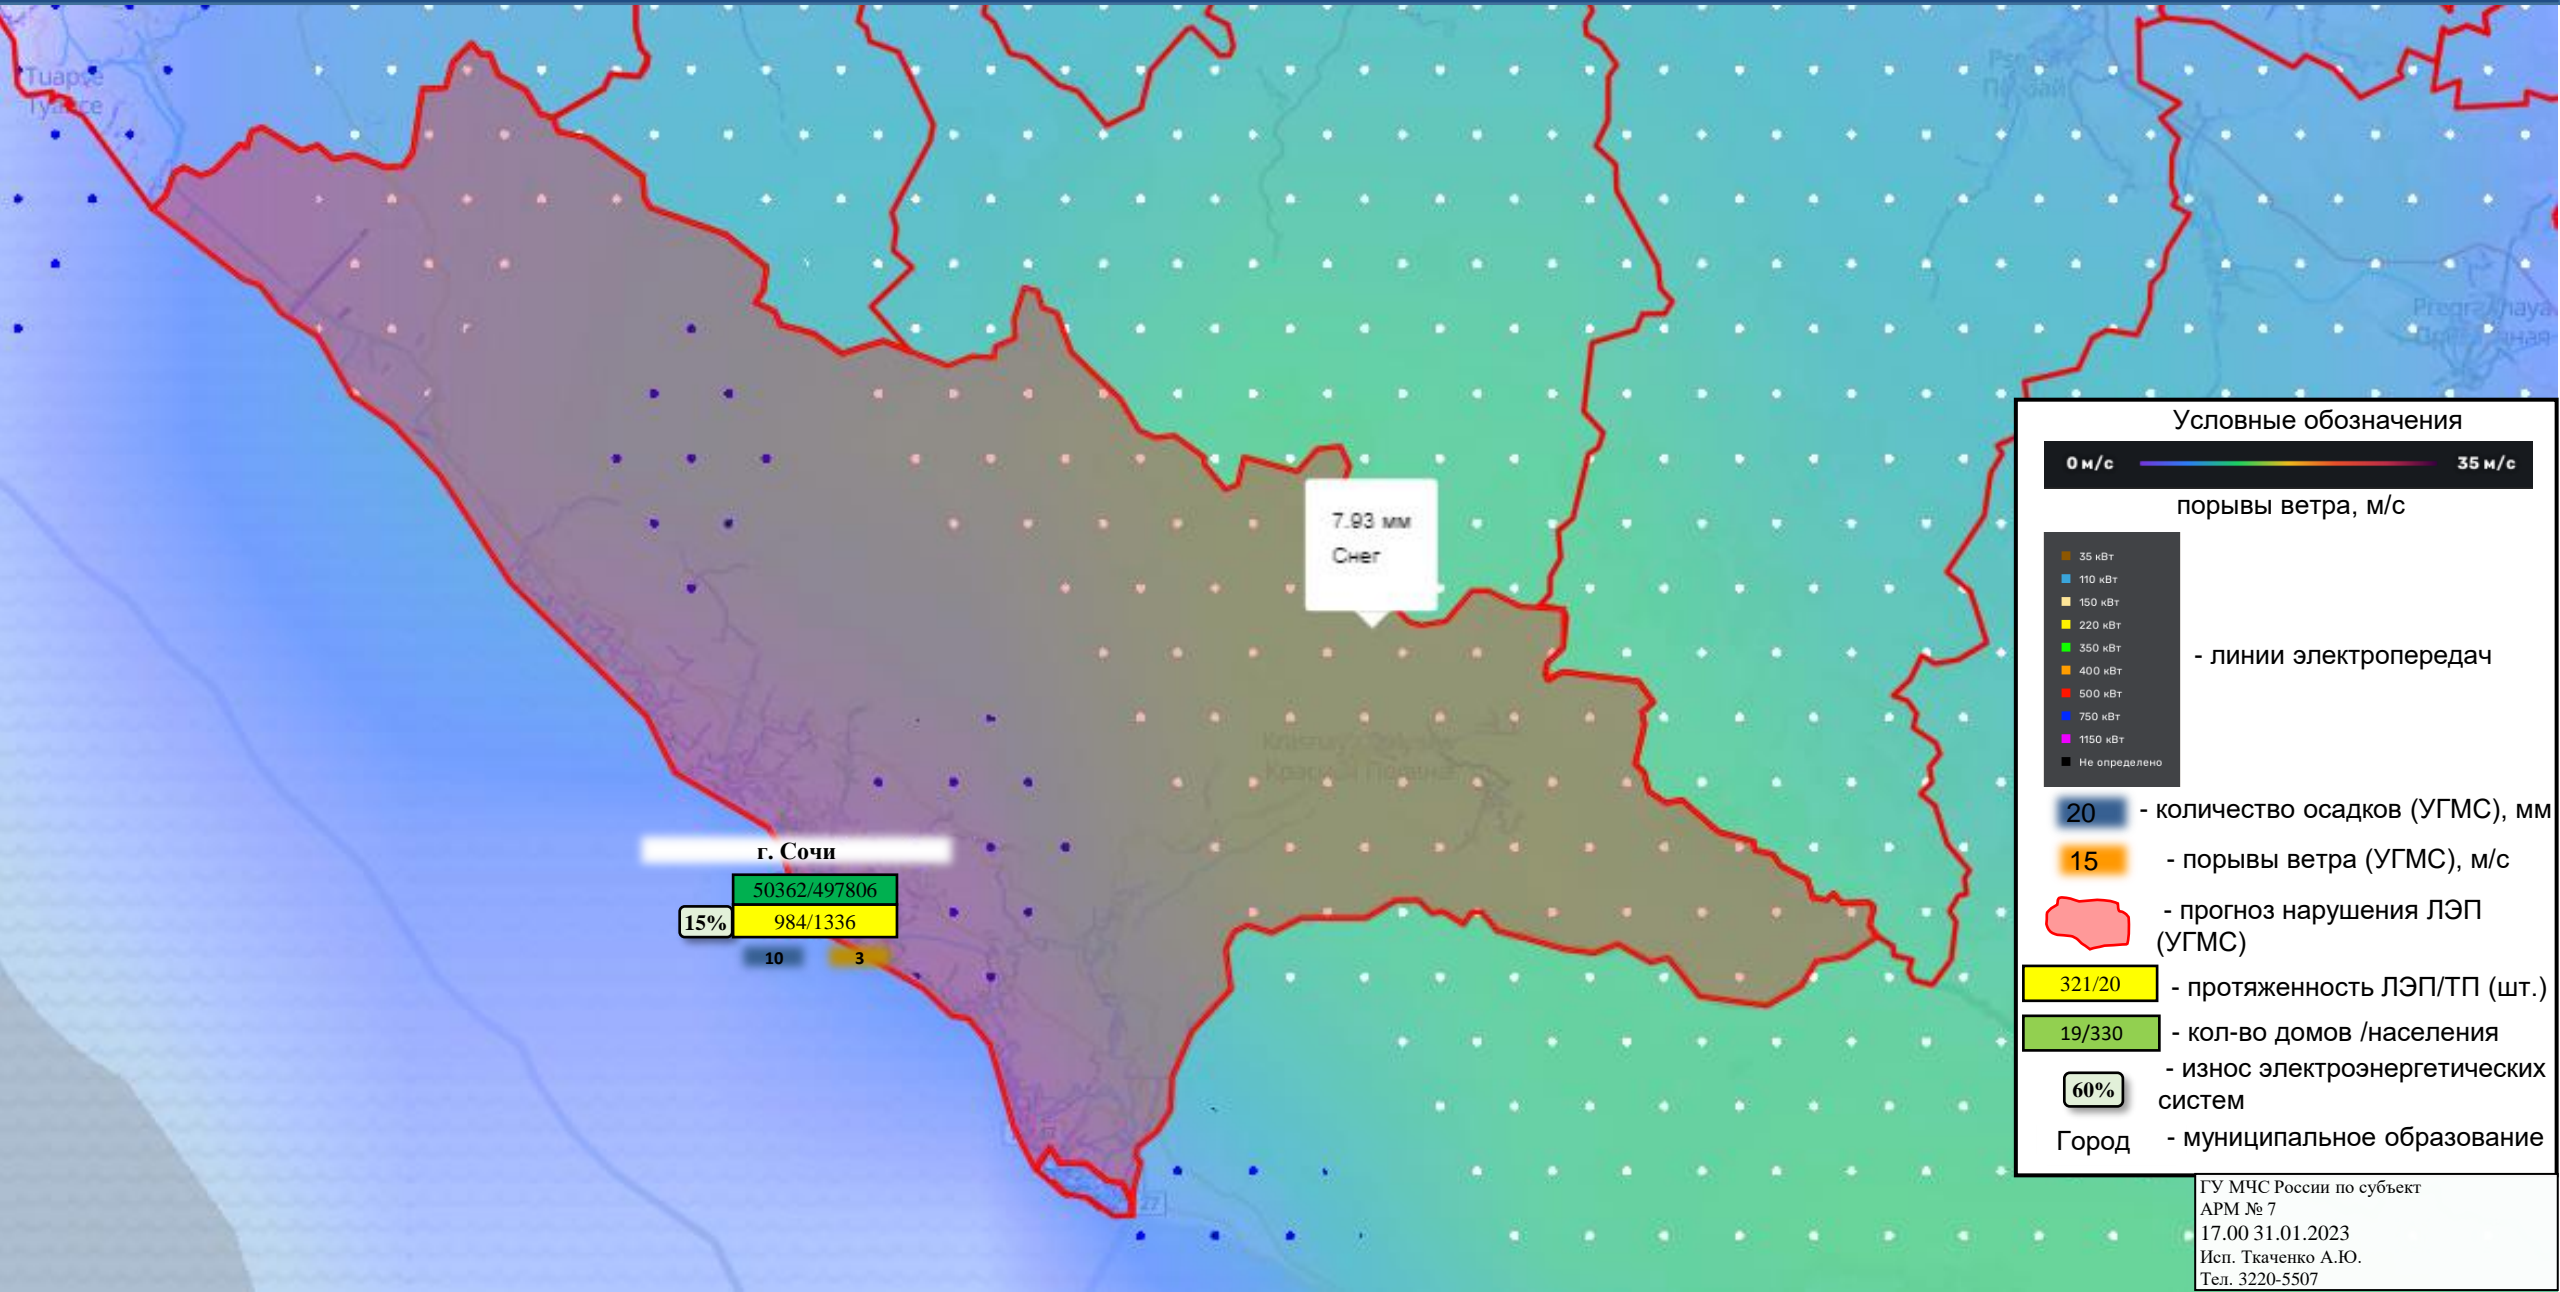 Tuapse
Туапсе
7.93 мм
Снег
Красная Поляна
г. Сочи
50362/497806
15%
984/1336
10
3
Условные обозначения
0 м/с
35 м/с
порывы ветра, м/с
35 кВт
110 кВт
150 кВт
220 кВт
350 кВт
400 кВт
500 кВт
750 кВт
1150 кВт
Не определено
- линии электропередач
20 - количество осадков (УГМС), мм
15 - порывы ветра (УГМС), м/с
- прогноз нарушения ЛЭП
(УГМС)
321/20 - протяженность ЛЭП/ТП (шт.)
19/330 - кол-во домов /населения
- износ электроэнергетических
60%
систем
Город - муниципальное образование
ГУ МЧС России по субъект
АРМ № 7
17.00 31.01.2023
Исп. Ткаченко А.Ю.
Тел. 3220-5507